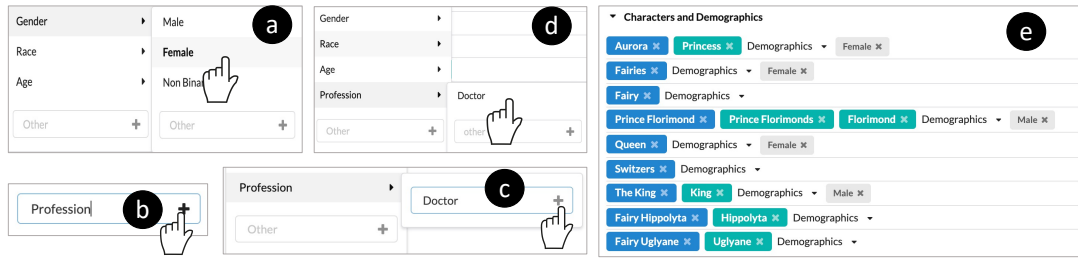 Gender Male
a
Race Female
Age Non Binar
Other + Other +
Profession
b
+
Gender
d
Race
Age
Profession Doctor
Other + other +
Profession
c
Doctor +
Other +
Characters and Demographics
e
Aurora × Princess × Demographics Female ×
Fairies × Demographics Female ×
Fairy × Demographics
Prince Florimond × Prince Florimonds × Florimond × Demographics Male ×
Queen × Demographics Female ×
Switzers × Demographics
The King × King × Demographics Male ×
Fairy Hippolyta × Hippolyta × Demographics
Fairy Uglyane × Uglyane × Demographics